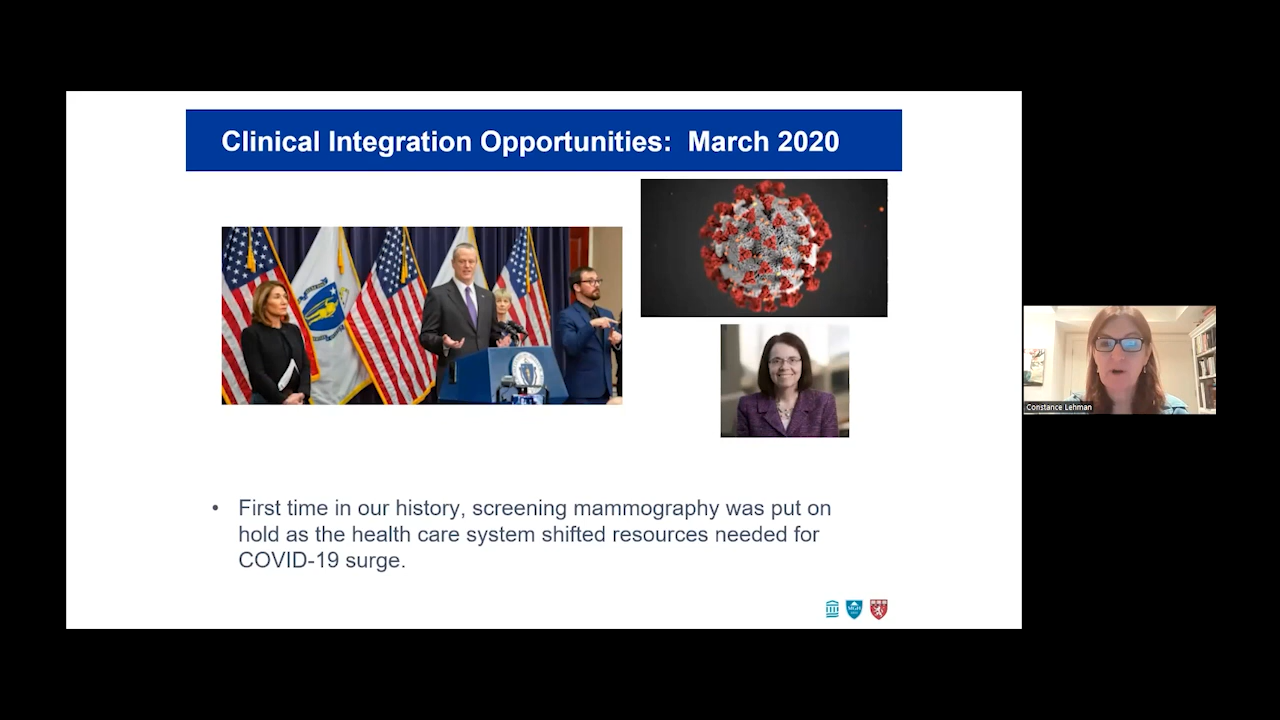 Clinical Integration Opportunities: March 2020
• First time in our history, screening mammography was put on
hold as the health care system shifted resources needed for
COVID-19 surge.
Constance Lehman